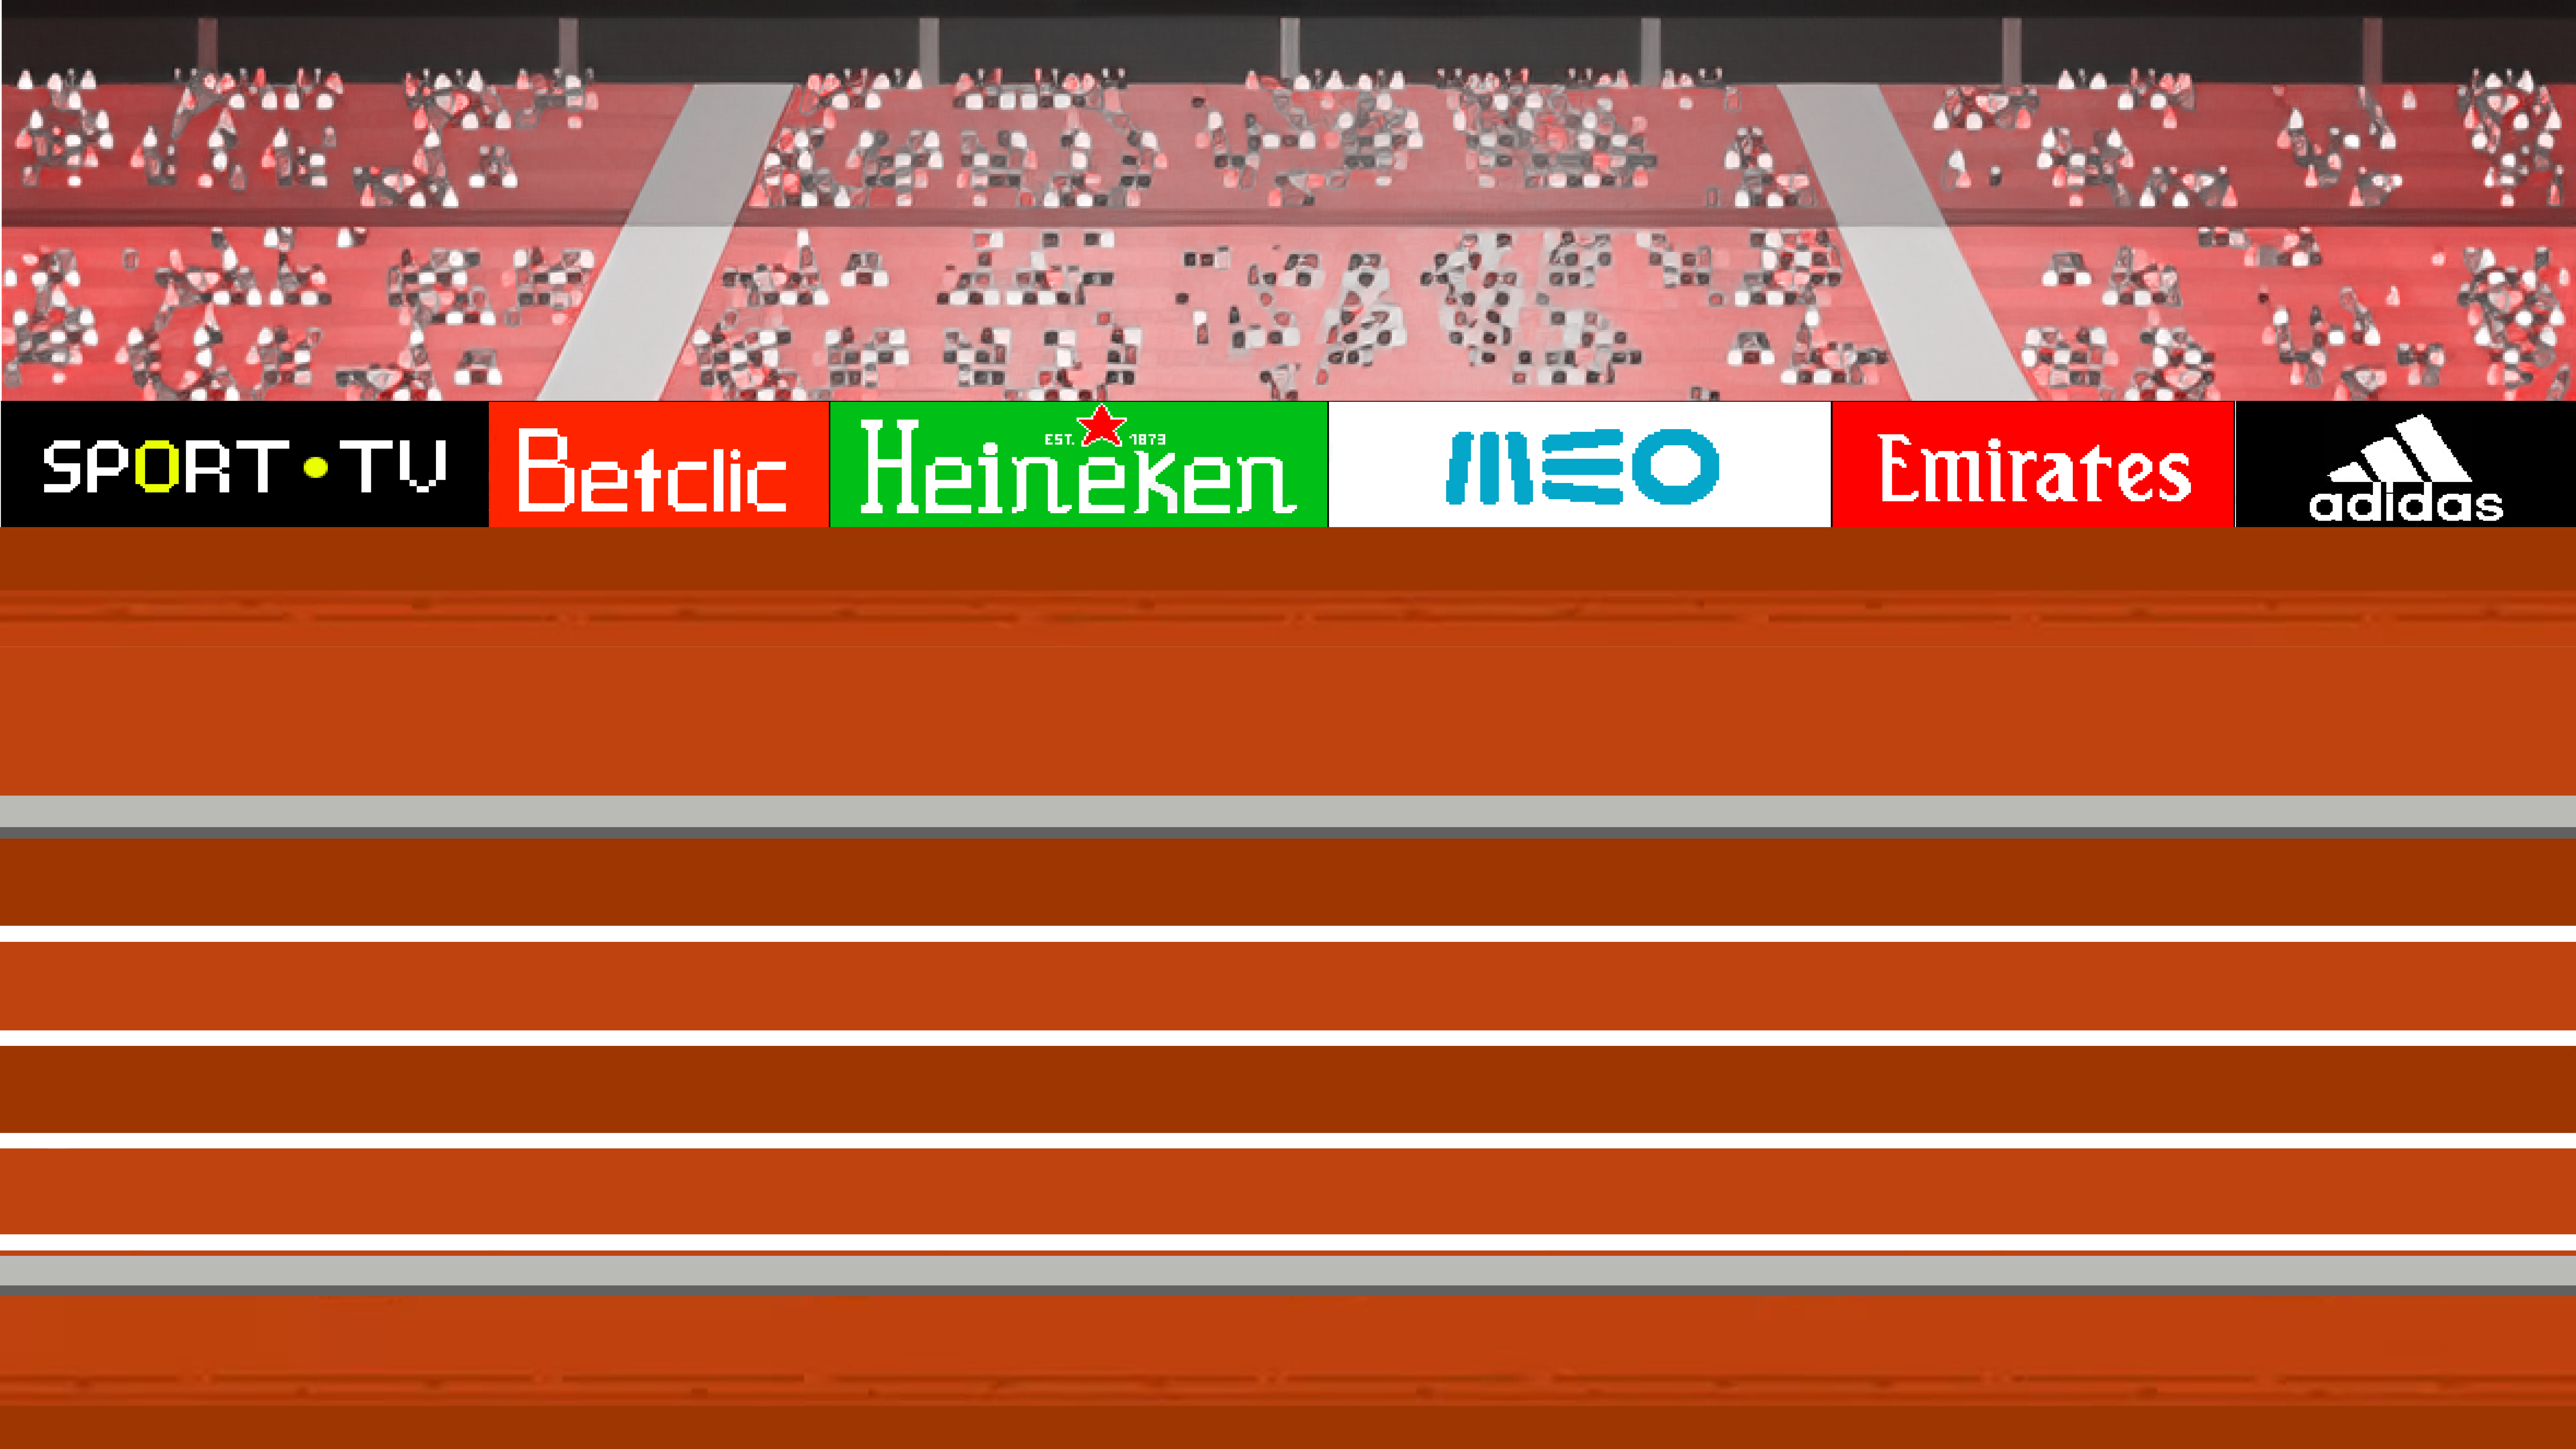 SPORT•TV
Betclic
EST. 1873
Heineken
MEO
Emirates
adidas